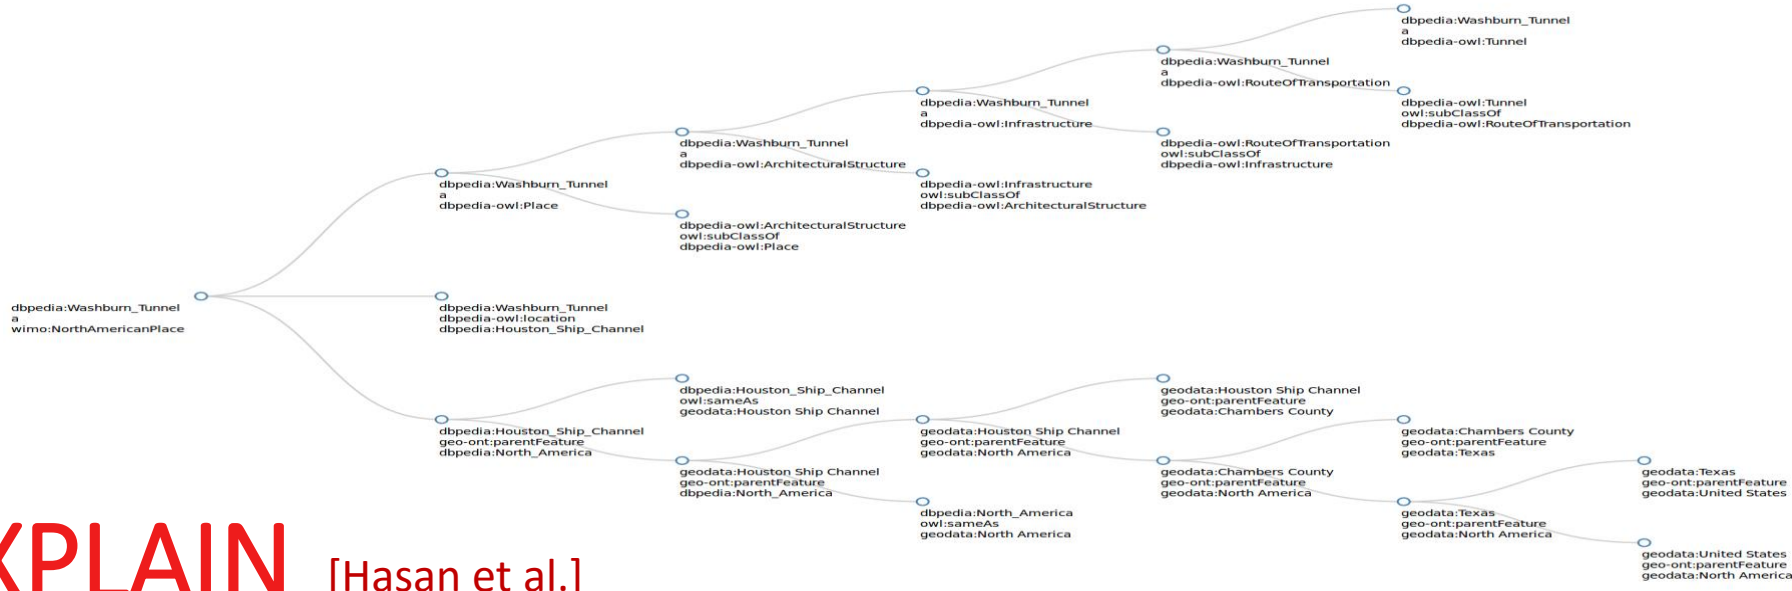 dbpedia:Washburn_Tunnel
a
wimo:NorthAmericanPlace
dbpedia:Washburn_Tunnel
a
dbpedia-owl:Place
dbpedia:Washburn_Tunnel
a
dbpedia-owl:ArchitecturalStructure
dbpedia:Washburn_Tunnel
a
dbpedia-owl:Infrastructure
dbpedia:Washburn_Tunnel
a
dbpedia-owl:RouteOfTransportation
dbpedia:Washburn_Tunnel
a
dbpedia-owl:Tunnel
dbpedia-owl:Tunnel
owl:subClassOf
dbpedia-owl:RouteOfTransportation
dbpedia-owl:RouteOfTransportation
owl:subClassOf
dbpedia-owl:Infrastructure
dbpedia-owl:Infrastructure
owl:subClassOf
dbpedia-owl:ArchitecturalStructure
dbpedia-owl:ArchitecturalStructure
owl:subClassOf
dbpedia-owl:Place
dbpedia:Washburn_Tunnel
dbpedia-owl:location
dbpedia:Houston_Ship_Channel
dbpedia:Houston_Ship_Channel
geo-ont:parentFeature
dbpedia:North_America
dbpedia:Houston_Ship_Channel
owl:sameAs
geodata:Houston Ship Channel
geodata:Houston Ship Channel
geo-ont:parentFeature
dbpedia:North_America
geodata:Houston Ship Channel
geo-ont:parentFeature
geodata:North America
dbpedia:North_America
owl:sameAs
geodata:North America
geodata:Houston Ship Channel
geo-ont:parentFeature
geodata:Chambers County
geodata:Chambers County
geo-ont:parentFeature
geodata:North America
geodata:Chambers County
geo-ont:parentFeature
geodata:Texas
geodata:Texas
geo-ont:parentFeature
geodata:North America
geodata:Texas
geo-ont:parentFeature
geodata:United States
geodata:United States
geo-ont:parentFeature
geodata:North America
XPLAIN [Hasan et al.]